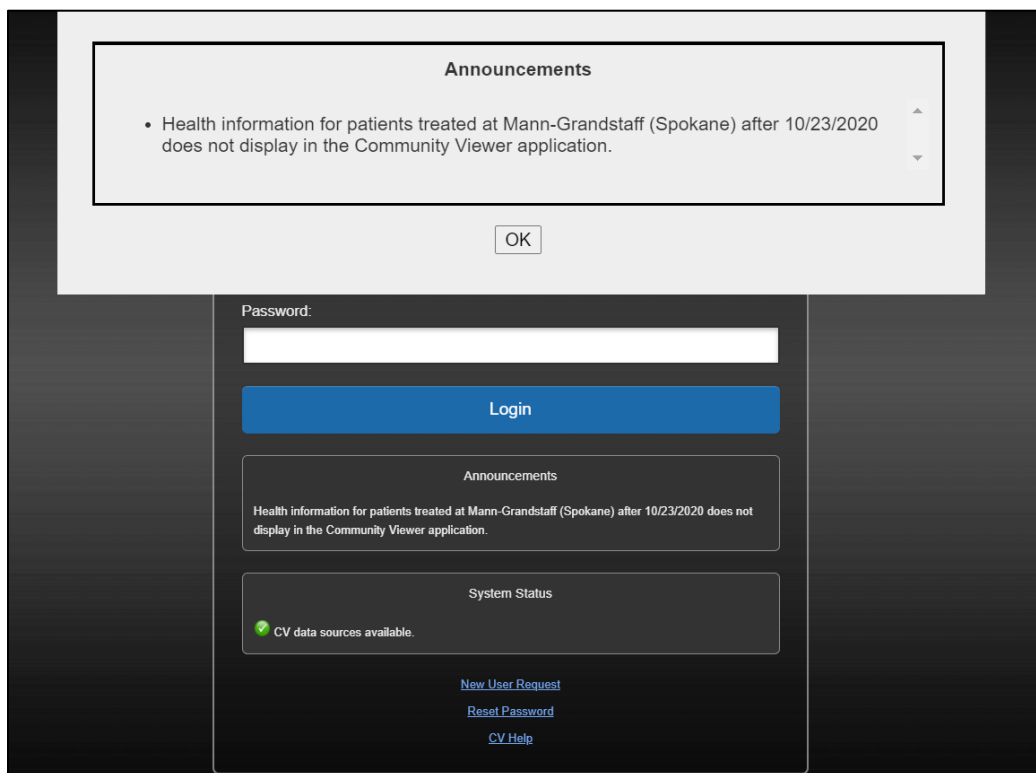 Announcements
• Health information for patients treated at Mann-Grandstaff (Spokane) after 10/23/2020
does not display in the Community Viewer application.
OK
Password:
Login
Announcements
Health information for patients treated at Mann-Grandstaff (Spokane) after 10/23/2020 does not
display in the Community Viewer application.
System Status
CV data sources available.
New User Request
Reset Password
CV Help